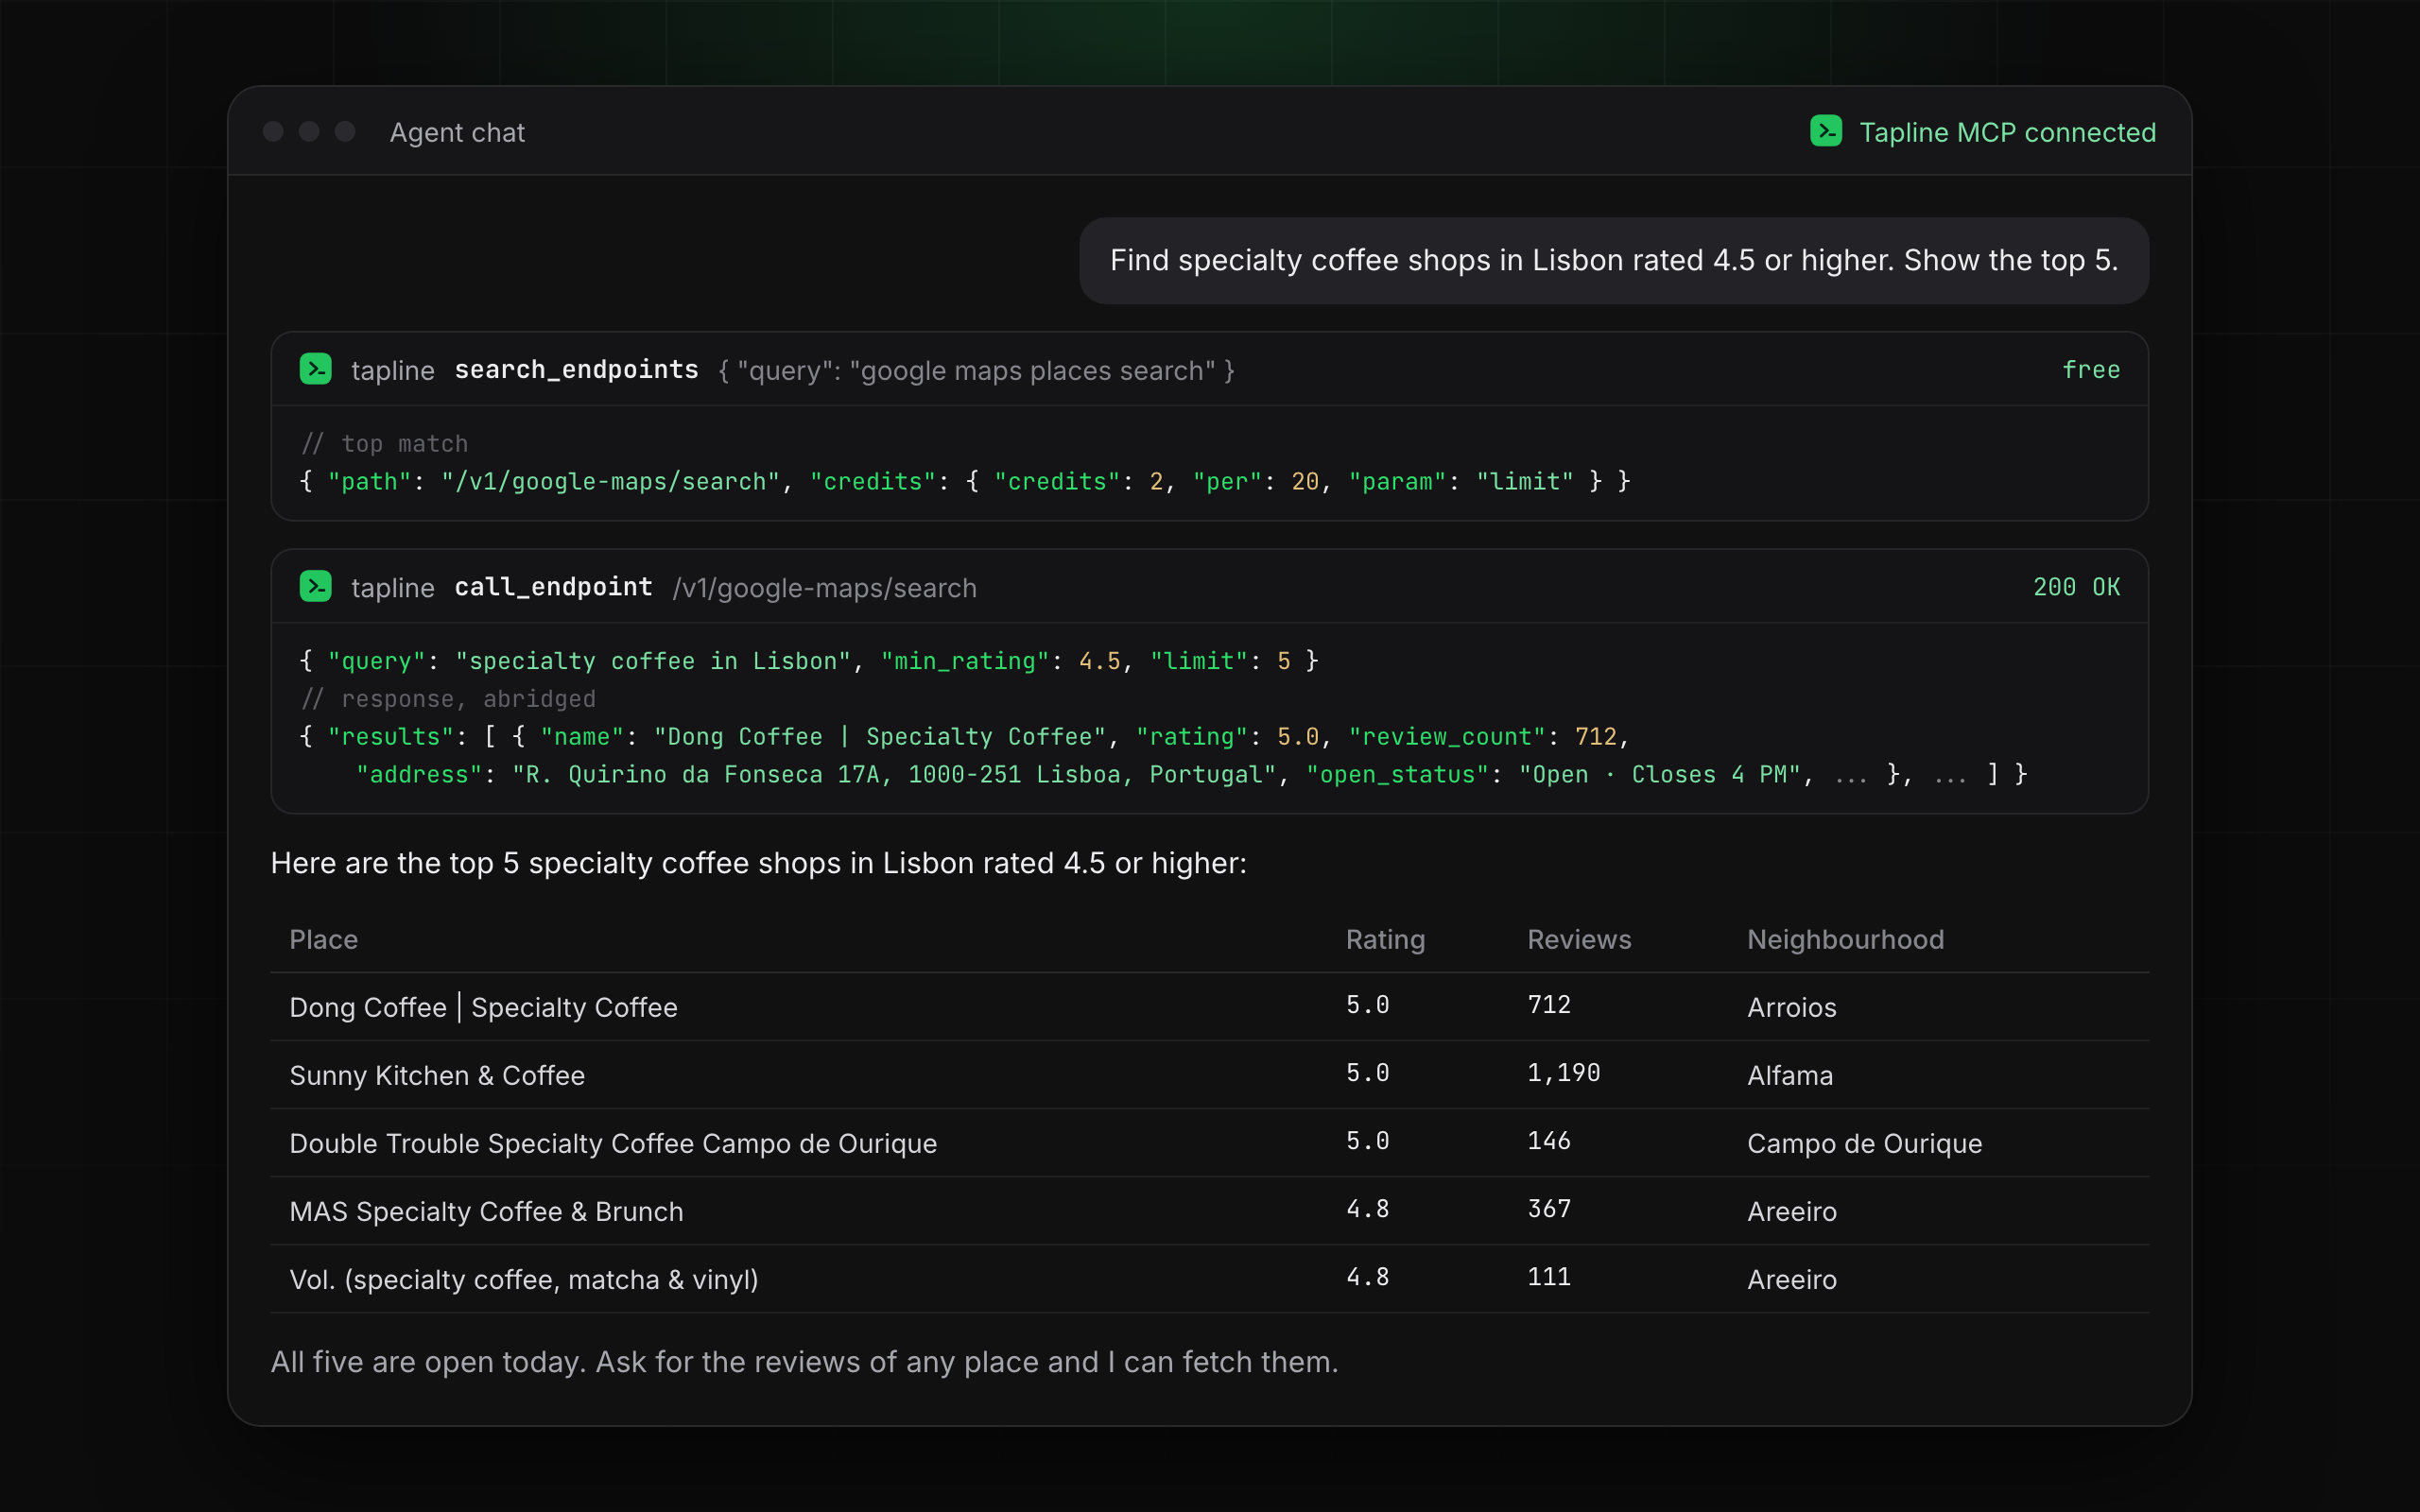 Agent chat
Tapline MCP connected
Find specialty coffee shops in Lisbon rated 4.5 or higher. Show the top 5.
tapline search_endpoints { "query": "google maps places search" } free
// top match
{ "path": "/v1/google-maps/search", "credits": { "credits": 2, "per": 20, "param": "limit" } }
tapline call_endpoint /v1/google-maps/search 200 OK
{ "query": "specialty coffee in Lisbon", "min_rating": 4.5, "limit": 5 }
// response, abridged
{ "results": [ { "name": "Dong Coffee | Specialty Coffee", "rating": 5.0, "review_count": 712,
"address": "R. Quirino da Fonseca 17A, 1000-251 Lisboa, Portugal", "open_status": "Open · Closes 4 PM", ... }, ... ] }
Here are the top 5 specialty coffee shops in Lisbon rated 4.5 or higher:
Place Rating Reviews Neighbourhood
Dong Coffee | Specialty Coffee 5.0 712 Arroios
Sunny Kitchen & Coffee 5.0 1,190 Alfama
Double Trouble Specialty Coffee Campo de Ourique 5.0 146 Campo de Ourique
MAS Specialty Coffee & Brunch 4.8 367 Areeiro
Vol. (specialty coffee, matcha & vinyl) 4.8 111 Areeiro
All five are open today. Ask for the reviews of any place and I can fetch them.